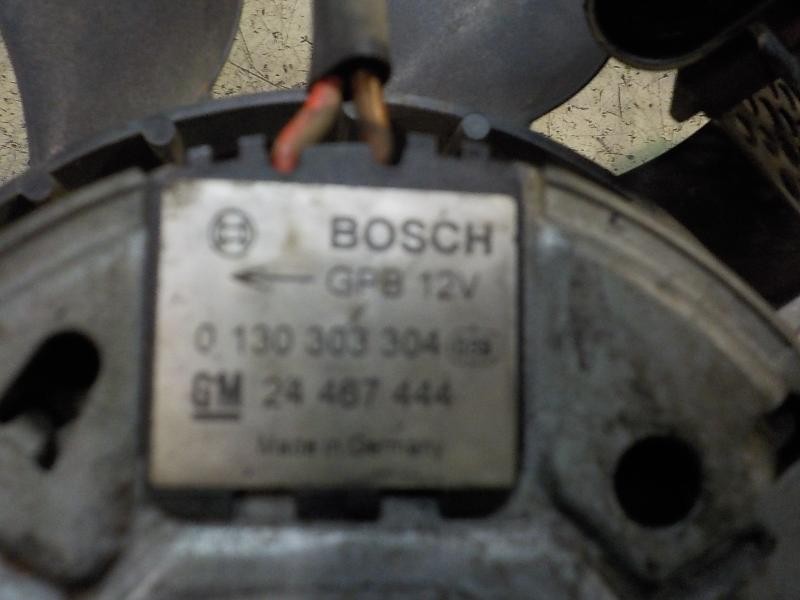 BOSCH
GPB 12V
0 130 303 304
GM 24 467 444
Made in Germany